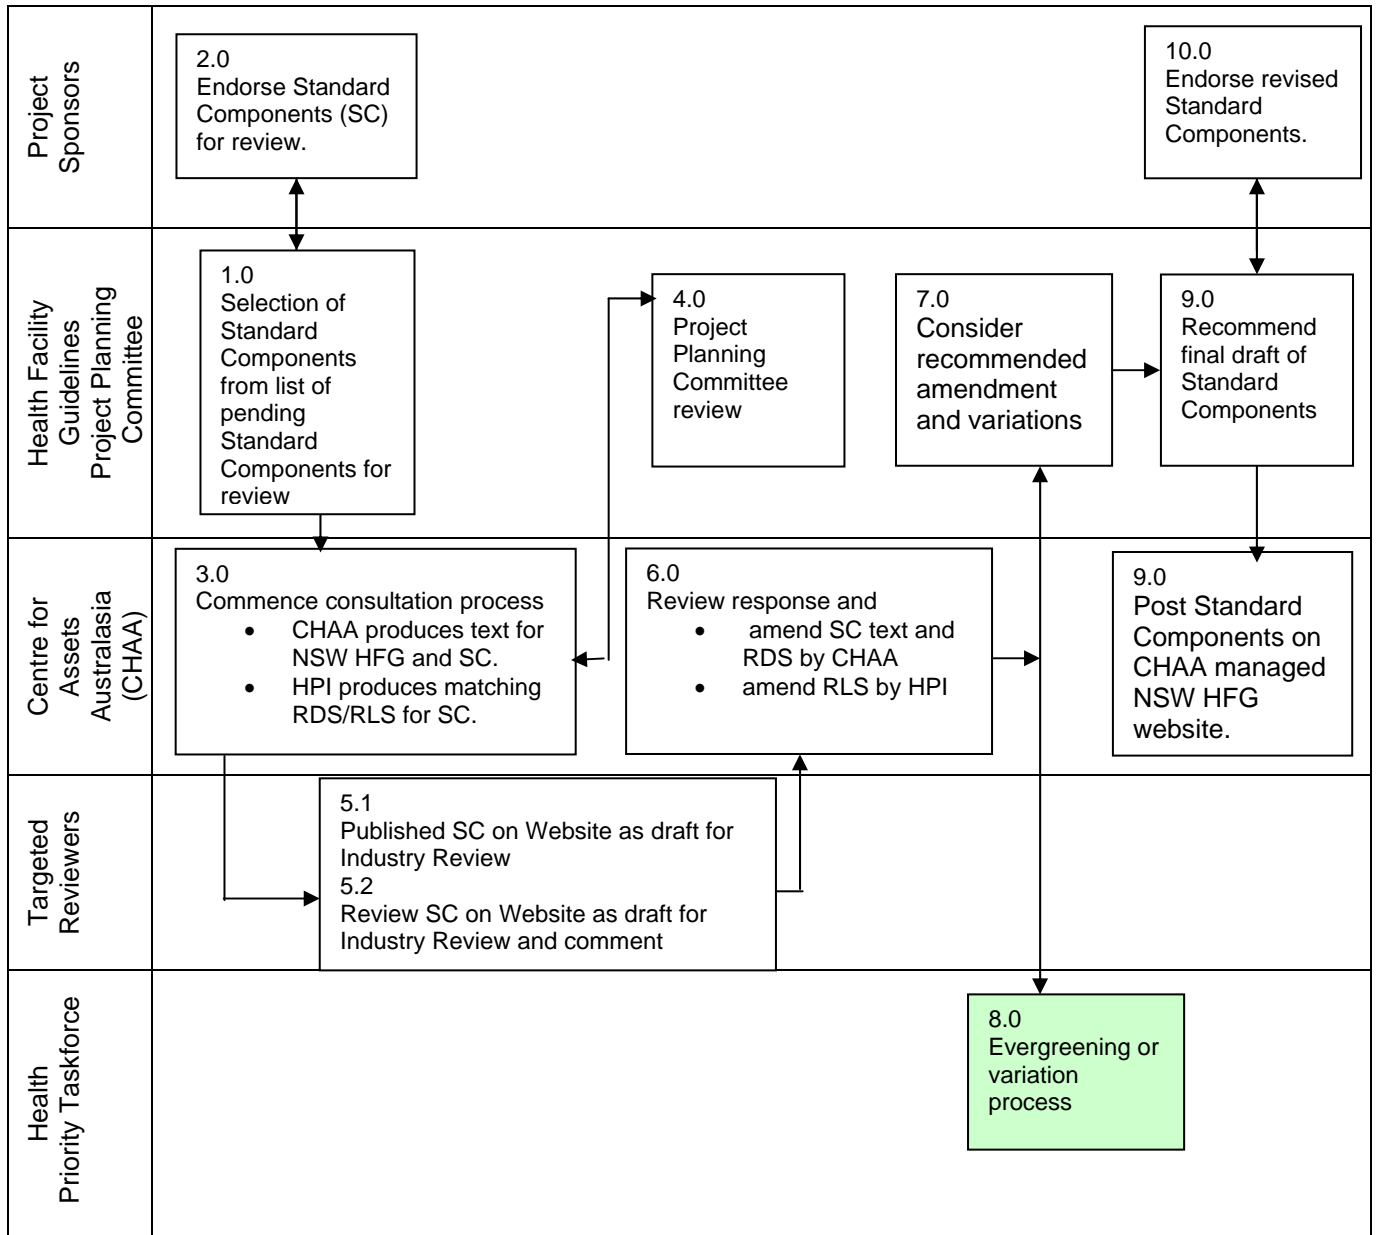 Project
Sponsors
2.0
Endorse Standard
Components (SC)
for review.
10.0
Endorse revised
Standard
Components.
Health Facility
Guidelines
Project Planning
Committee
1.0
Selection of
Standard
Components
from list of
pending
Standard
Components for
review
4.0
Project
Planning
Committee
review
7.0
Consider
recommended
amendment
and variations
9.0
Recommend
final draft of
Standard
Components
Centre for
Assets
Australasia
(CHAA)
3.0
Commence consultation process
• CHAA produces text for
NSW HFG and SC.
• HPI produces matching
RDS/RLS for SC.
6.0
Review response and
• amend SC text and
RDS by CHAA
• amend RLS by HPI
9.0
Post Standard
Components on
CHAA managed
NSW HFG
website.
Targeted
Reviewers
5.1
Published SC on Website as draft for
Industry Review
5.2
Review SC on Website as draft for
Industry Review and comment
Health
Priority Taskforce
8.0
Evergreening or
variation
process